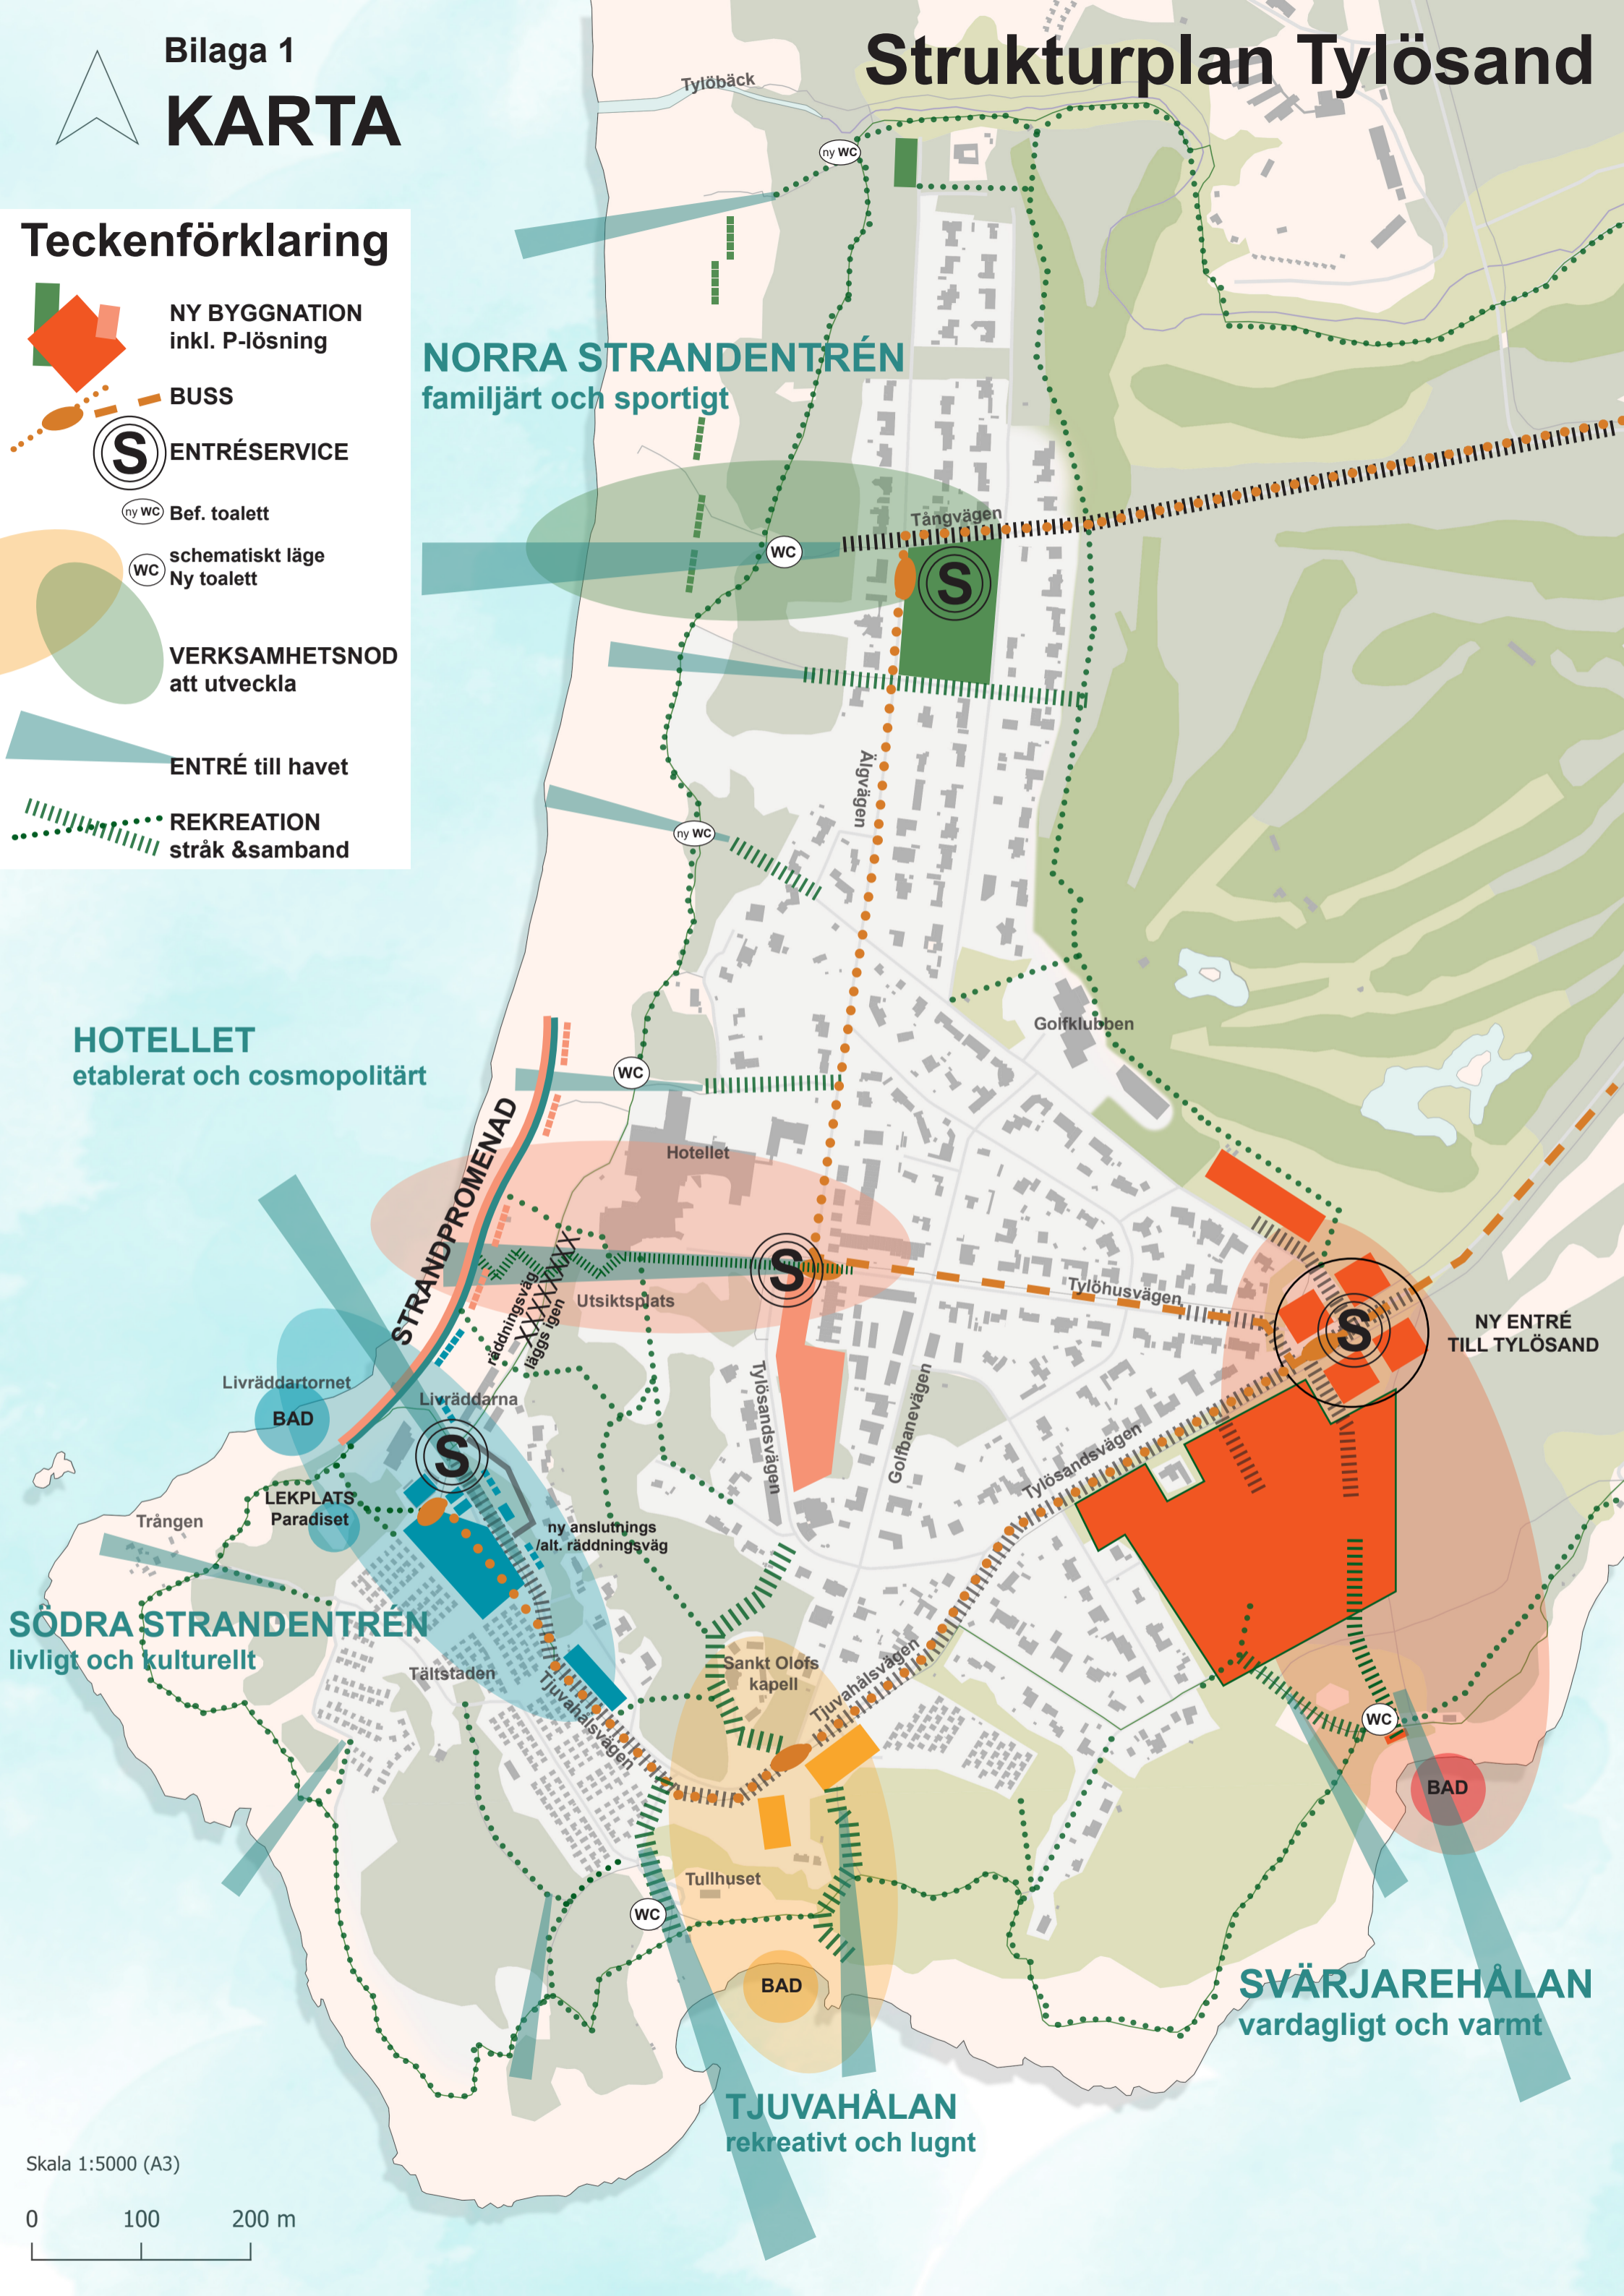 Bilaga 1
KARTA
Strukturplan Tylösand
Teckenförklaring
NY BYGGNATION
inkl. P-lösning
BUSS
S
ENTRÉSERVICE
ny WC
Bef. toalett
WC
schematiskt läge
Ny toalett
VERKSAMHETSNOD
att utveckla
ENTRÉ till havet
REKREATION
stråk &samband
Tylöbäck
ny WC
NORRA STRANDENTRÉN
familjärt och sportigt
Tångvägen
WC
S
Älgvägen
ny WC
Golfklubben
HOTELLET
etablerat och cosmopolitärt
WC
STRANDPROMENAD
Hotellet
S
Utsiktsplats
räddningsväg
XXXXXXXX
läggs igen
Tylöhusvägen
S
NY ENTRÉ
TILL TYLÖSAND
Livräddartornet
BAD
Livräddarna
S
Tylösandsvägen
Golfbanevägen
Tylösandsvägen
LEKPLATS
Paradiset
Trången
ny anslutnings
/alt. räddningsväg
SÖDRA STRANDENTRÉN
livligt och kulturellt
Tältstaden
Tjuvahålsvägen
Sankt Olofs
kapell
Tjuvahålsvägen
WC
BAD
Tullhuset
WC
BAD
SVÄRJAREHÅLAN
vardagligt och varmt
TJUVAHÅLAN
rekreativt och lugnt
Skala 1:5000 (A3)
0 100 200 m